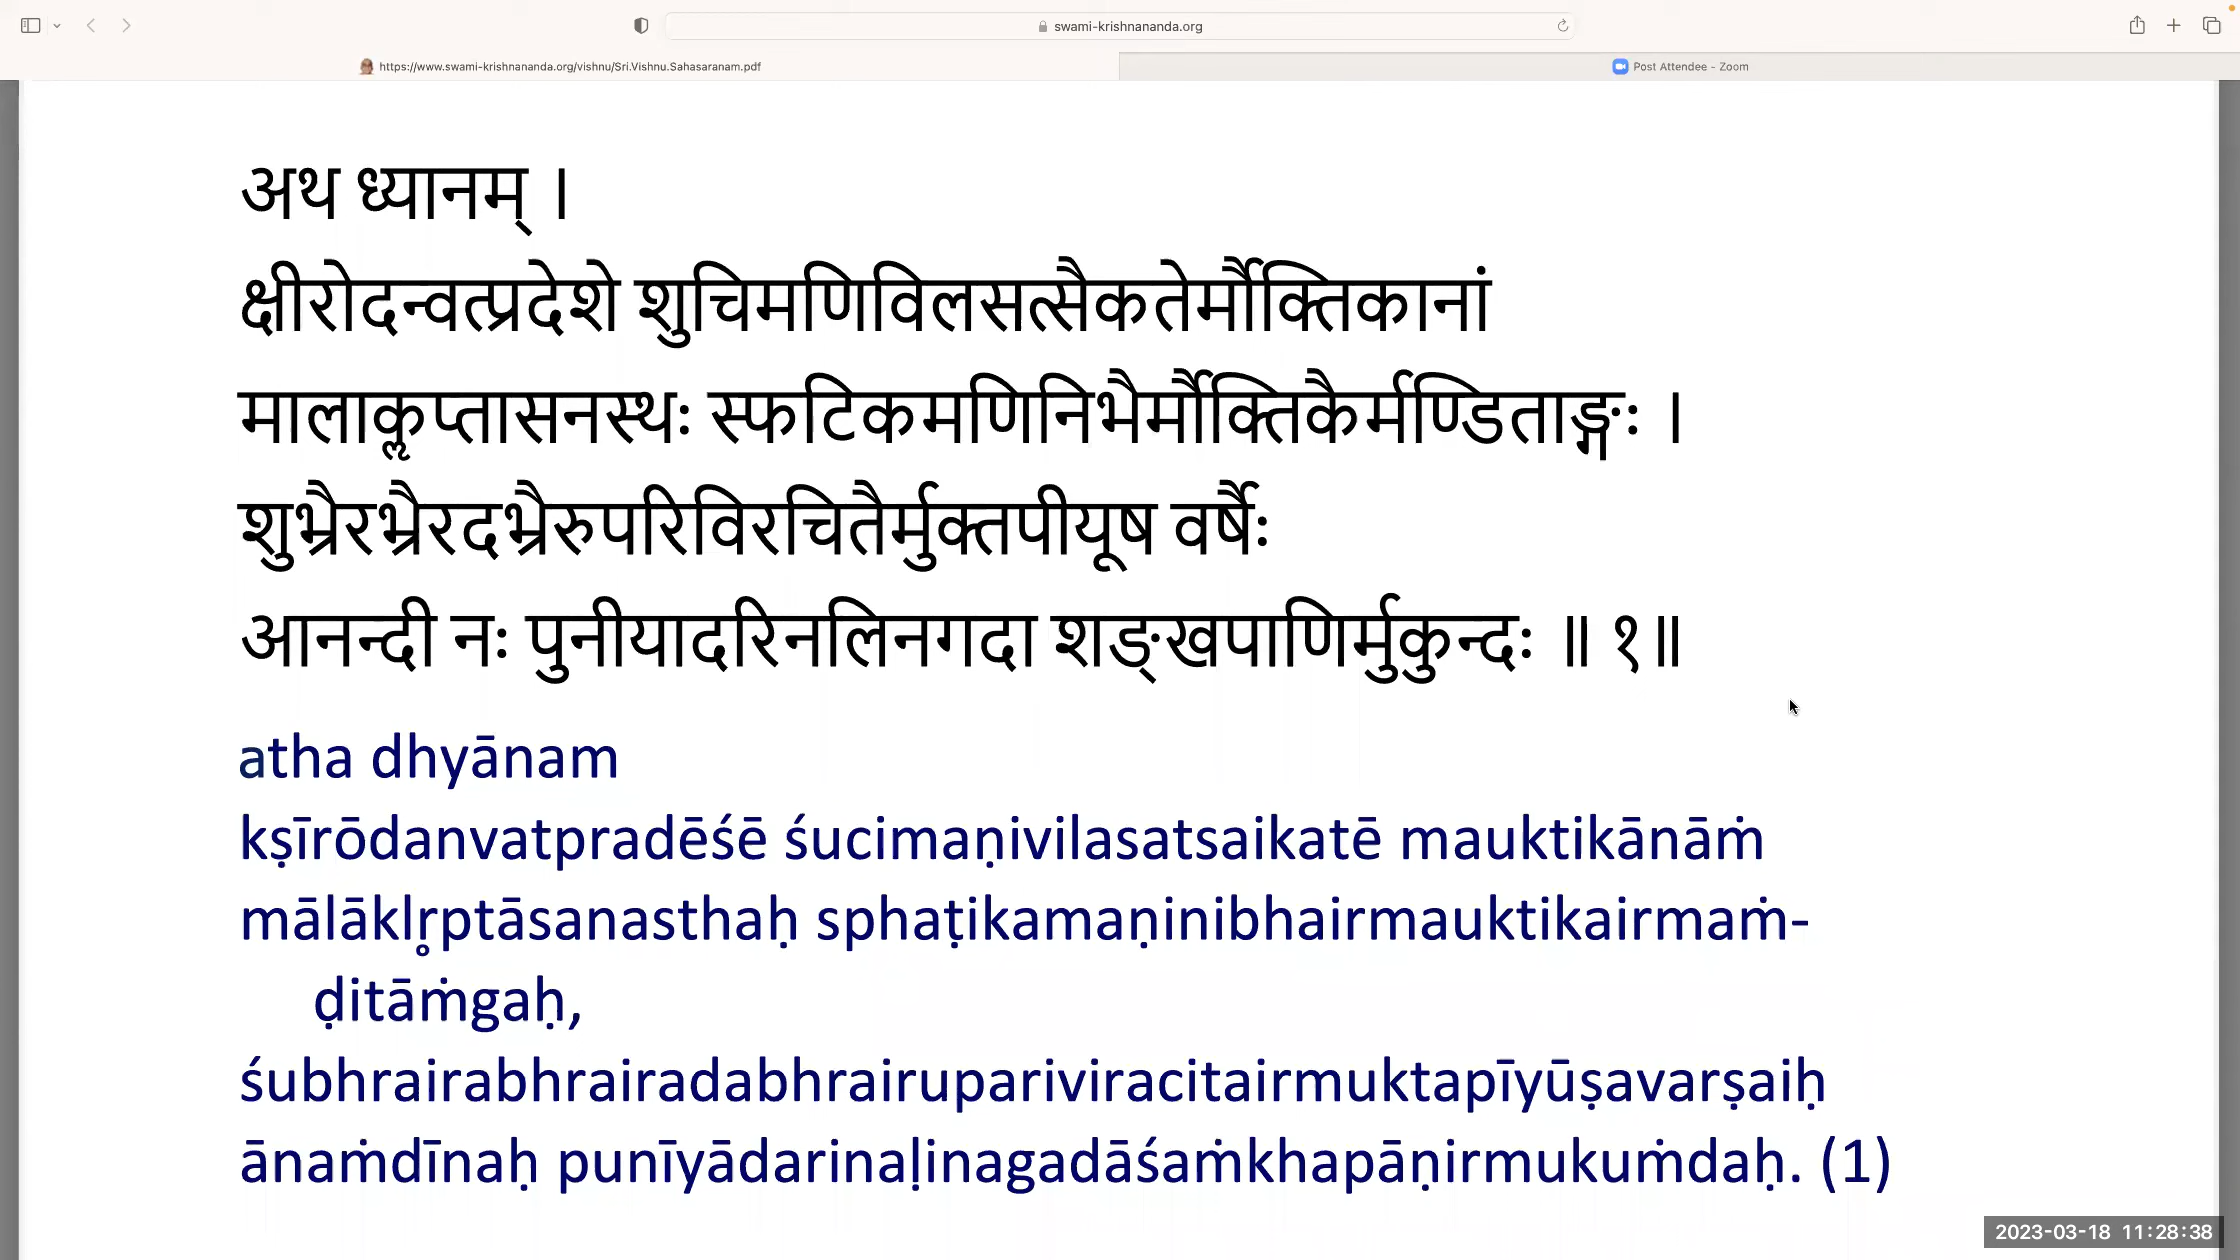 swami-krishnananda.org
https://www.swami-krishnananda.org/vishnu/Sri.Vishnu.Sahasaranam.pdf
Post Attendee - Zoom
अथ ध्यानम् ।
क्षीरोदन्वत्प्रदेशे शुचिमणिविलसत्सैकतेर्मौक्तिकानां
मालाकॢप्तासनस्थः स्फटिकमणिनिभैर्मौक्तिकैर्मण्डिताङ्गः ।
शुभ्रैरभ्रैरदभ्रैरुपरिविरचितैर्मुक्तपीयूष वर्षैः
आनन्दी नः पुनीयादरिनलिनगदा शङ्खपाणिर्मुकुन्दः ॥ १॥
atha dhyānam
kṣīrōdanvatpradēśē śucimaṇivilasatsaikatē mauktikānāṁ
mālāklr̥ptāsanasthaḥ sphaṭikamaṇinibhairmauktikairmaṁ-
ḍitāṁgaḥ,
śubhrairabhrairadabhrairupariviracitairmuktapīyūṣavarṣaiḥ
ānaṁdīnaḥ punīyādarinaḷinagadāśaṁkhapāṇirmukuṁdaḥ. (1)
2023-03-18 11:28:38